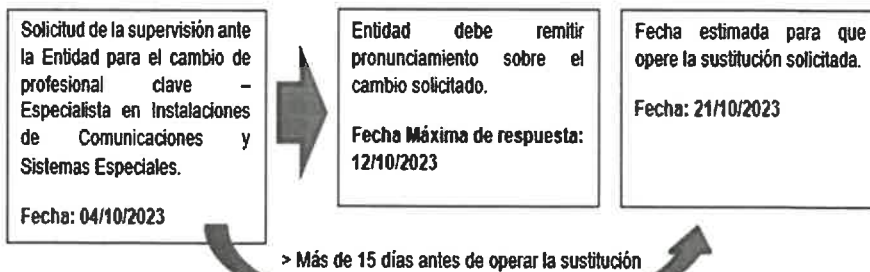 Solicitud de la supervisión ante
la Entidad para el cambio de
profesional clave –
Especialista en Instalaciones
de Comunicaciones y
Sistemas Especiales.
Fecha: 04/10/2023
Entidad debe remitir
pronunciamiento sobre el
cambio solicitado.
Fecha Máxima de respuesta:
12/10/2023
Fecha estimada para que
opere la sustitución solicitada.
Fecha: 21/10/2023
> Más de 15 días antes de operar la sustitución